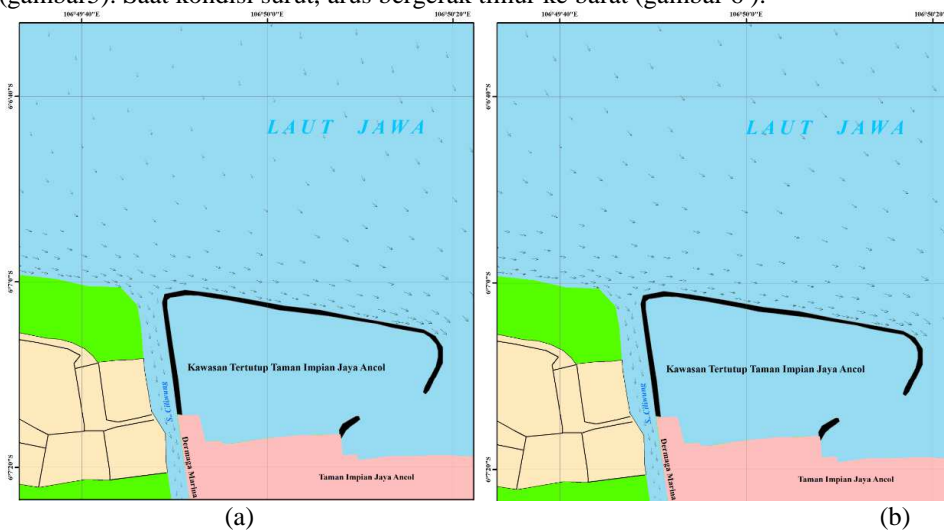 (gambar5). Saat kondisi surut, arus bergerak timur ke barat (gambar 6 ).
106°49'40"E 106°50'0"E 106°50'20"E
6°6'40"S
LAUT JAWA
6°7'0"S
Kawasan Tertutup Taman Impian Jaya Ancol
S. Ciliwung
Dermaga Marina
6°7'20"S
Taman Impian Jaya Ancol
(a)
106°49'40"E 106°50'0"E 106°50'20"E
6°6'40"S
LAUT JAWA
6°7'0"S
Kawasan Tertutup Taman Impian Jaya Ancol
S. Ciliwung
Dermaga Marina
6°7'20"S
Taman Impian Jaya Ancol
(b)